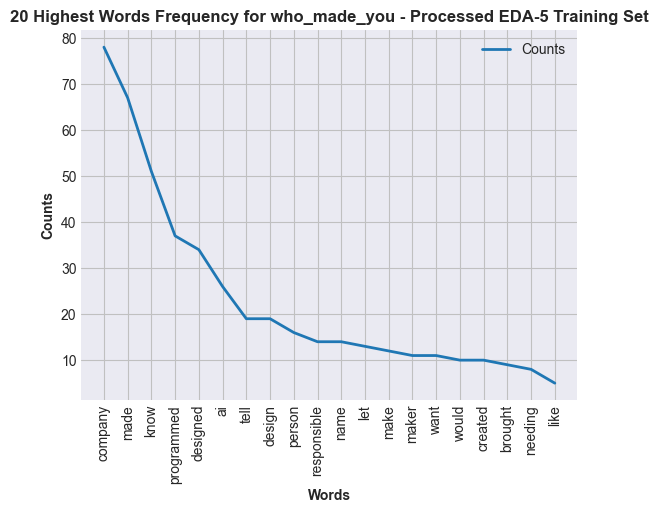 20 Highest Words Frequency for who_made_you - Processed EDA-5 Training Set
Counts
80
70
60
50
40
30
20
10
Counts
company
made
know
programmed
designed
ai
tell
design
person
responsible
name
let
make
maker
want
would
created
brought
needing
like
Words